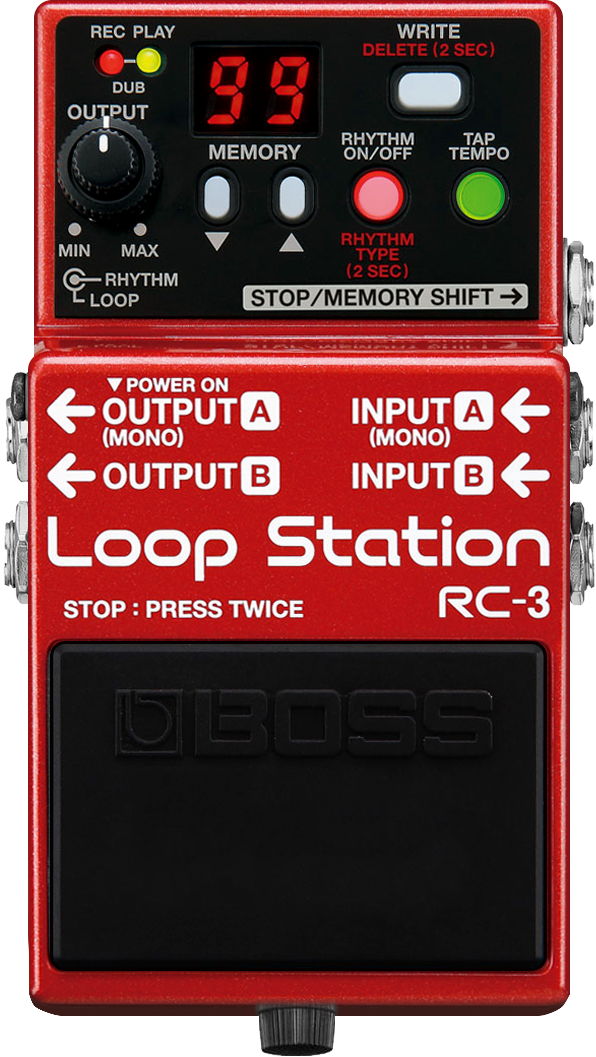 REC PLAY
DUB
OUTPUT
MIN MAX
RHYTHM
LOOP
99
MEMORY
▼ ▲
WRITE
DELETE (2 SEC)
RHYTHM
ON/OFF
RHYTHM
TYPE
(2 SEC)
TAP
TEMPO
STOP/MEMORY SHIFT →
▼POWER ON
← OUTPUT A
(MONO)
INPUT A ←
(MONO)
← OUTPUT B
INPUT B ←
Loop Station
STOP : PRESS TWICE
RC-3
BOSS